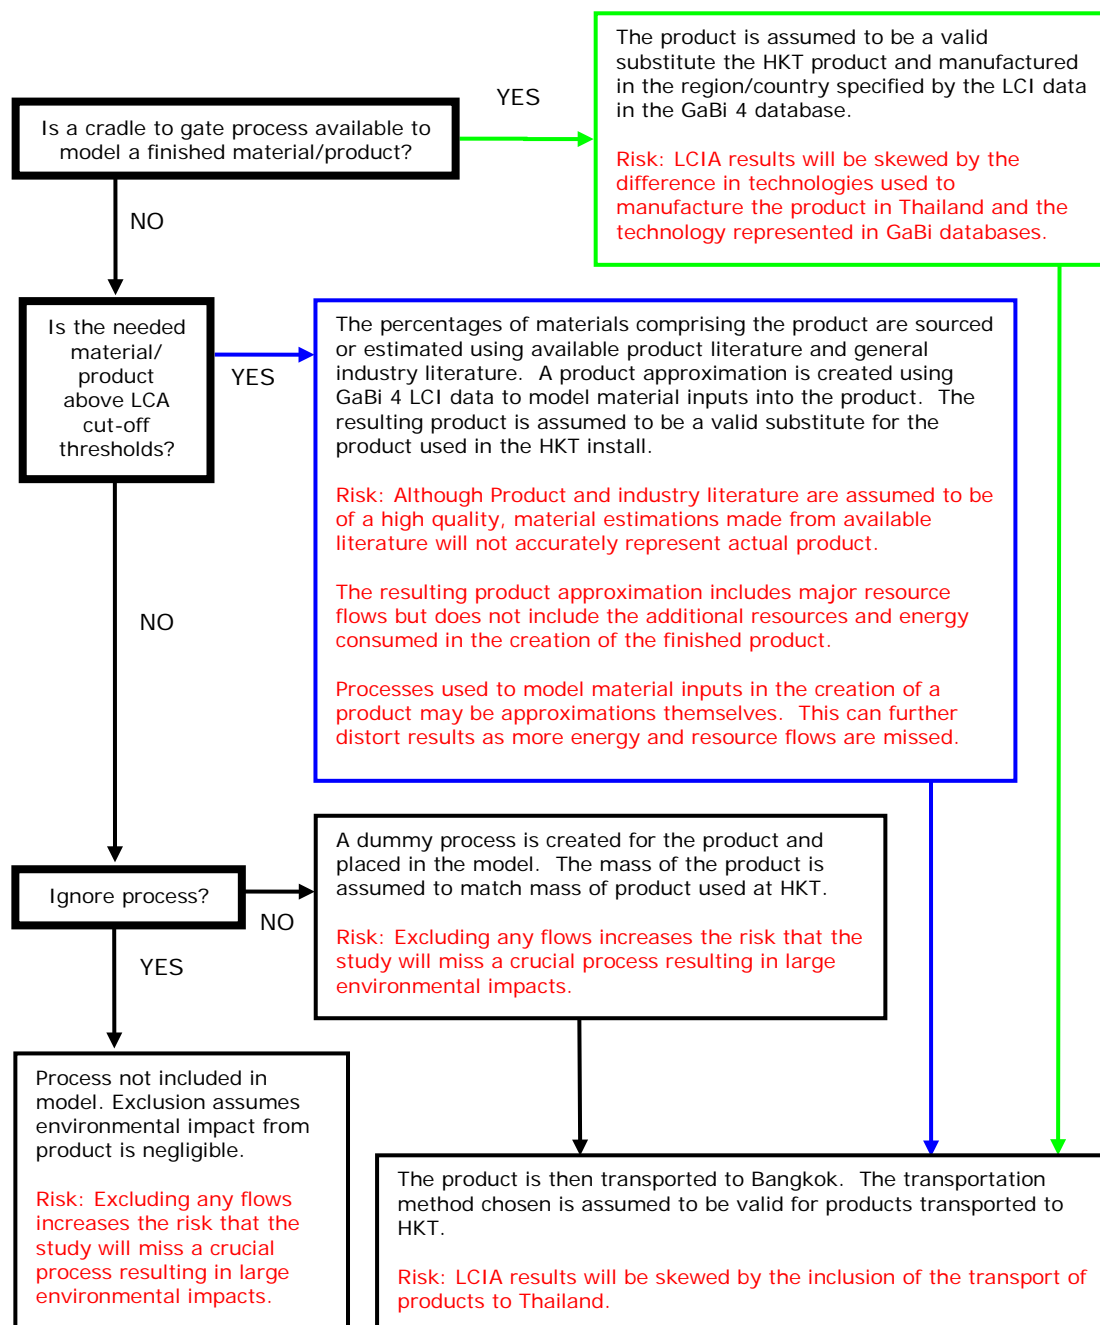 Is a cradle to gate process available to
model a finished material/product?
YES
The product is assumed to be a valid
substitute the HKT product and manufactured
in the region/country specified by the LCI data
in the GaBi 4 database.
Risk: LCIA results will be skewed by the
difference in technologies used to
manufacture the product in Thailand and the
technology represented in GaBi databases.
NO
Is the needed
material/
product
above LCA
cut-off
thresholds?
YES
The percentages of materials comprising the product are sourced
or estimated using available product literature and general
industry literature. A product approximation is created using
GaBi 4 LCI data to model material inputs into the product. The
resulting product is assumed to be a valid substitute for the
product used in the HKT install.
Risk: Although Product and industry literature are assumed to be
of a high quality, material estimations made from available
literature will not accurately represent actual product.
The resulting product approximation includes major resource
flows but does not include the additional resources and energy
consumed in the creation of the finished product.
Processes used to model material inputs in the creation of a
product may be approximations themselves. This can further
distort results as more energy and resource flows are missed.
NO
Ignore process?
NO
A dummy process is created for the product and
placed in the model. The mass of the product is
assumed to match mass of product used at HKT.
Risk: Excluding any flows increases the risk that the
study will miss a crucial process resulting in large
environmental impacts.
YES
Process not included in
model. Exclusion assumes
environmental impact from
product is negligible.
Risk: Excluding any flows
increases the risk that the
study will miss a crucial
process resulting in large
environmental impacts.
The product is then transported to Bangkok. The transportation
method chosen is assumed to be valid for products transported to
HKT.
Risk: LCIA results will be skewed by the inclusion of the transport of
products to Thailand.